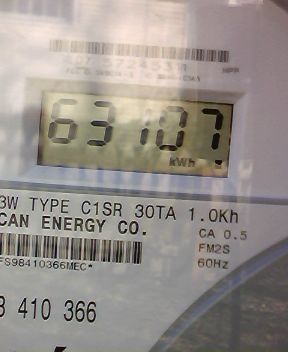 63107
kWh
3W TYPE C1SR 30TA 1.0Kh
CAN ENERGY CO.
CA 0.5
FM2S
60Hz
FS98410366MEC*
8 410 366